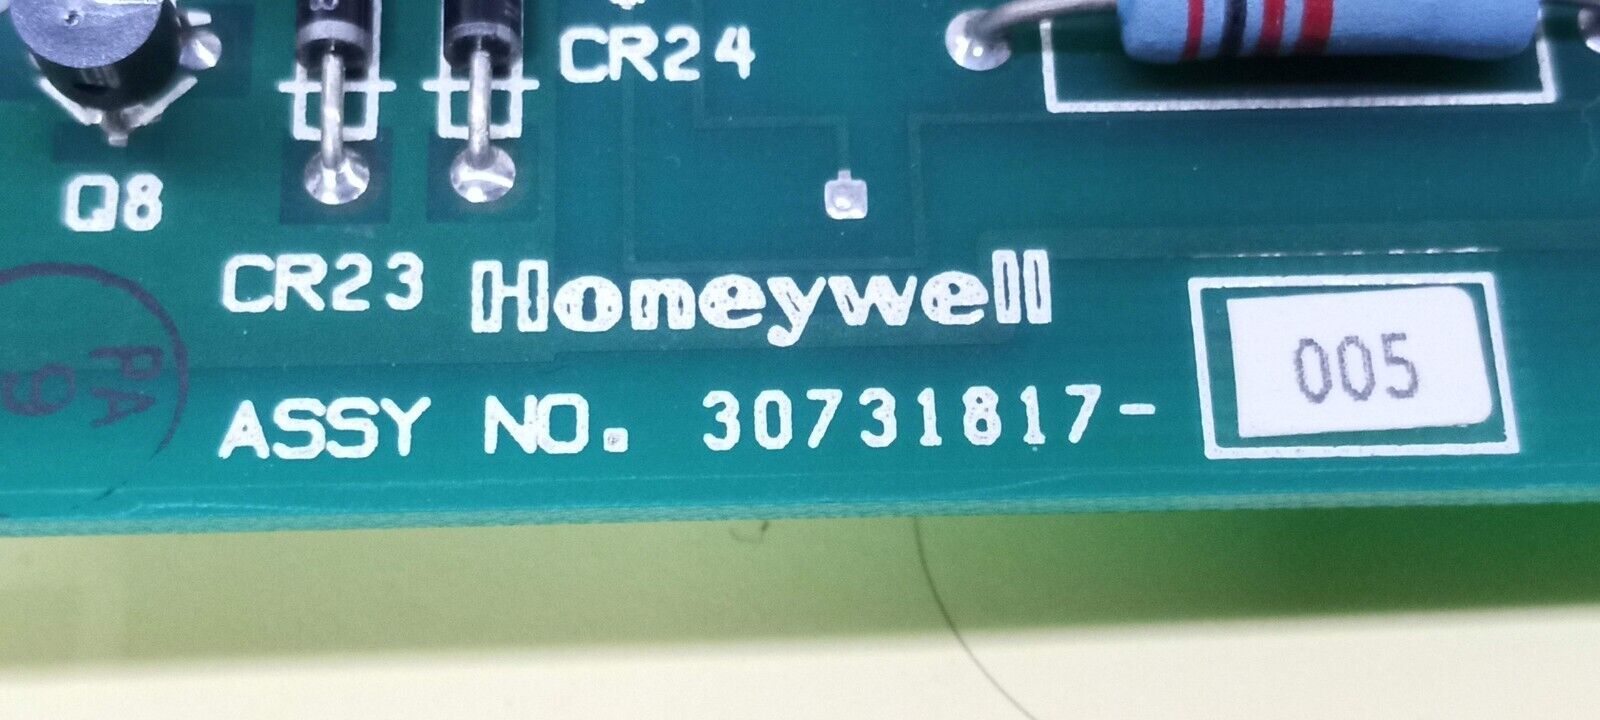 CR24
Q8
CR23 Honeywell
PA
9
ASSY NO. 30731817- 005